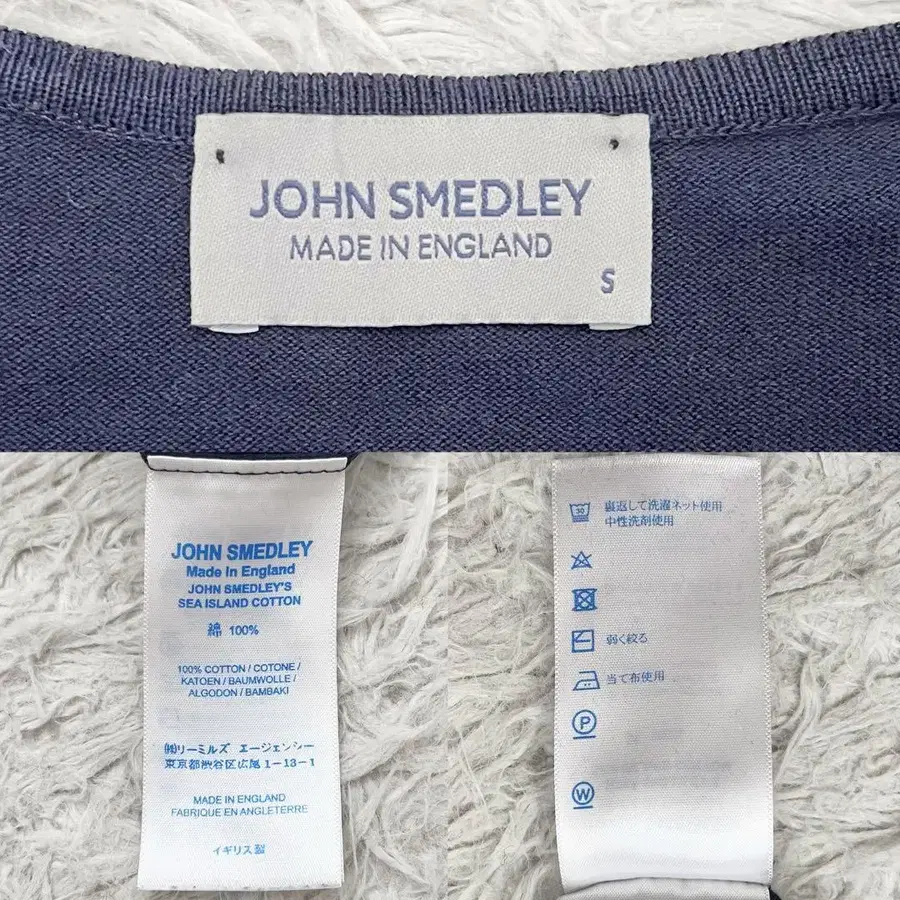 JOHN SMEDLEY
MADE IN ENGLAND
S
JOHN SMEDLEY
Made In England
JOHN SMEDLEY'S
SEA ISLAND COTTON
綿 100%
100% COTTON / COTONE /
KATOEN / BAUMWOLLE /
ALGODON / BAMBAKI
㈱リーミルズ エージェンシー
東京都渋谷区広尾1-13-1
MADE IN ENGLAND
FABRIQUE EN ANGLETERRE
イギリス製
30
裏返して洗濯ネット使用
中性洗剤使用
弱く絞る
当て布使用
P
W